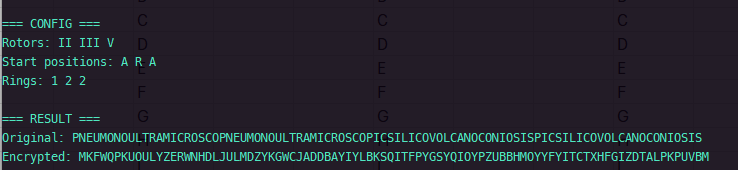 C C C
=== CONFIG ===
D D D
Rotors: II III V
Start positions: A R A
E E E
Rings: 1 2 2
F F F
G G G
=== RESULT ===
Original: PNEUMONOULTRAMICROSCOPNEUMONOULTRAMICROSCOPICSILICOVOLCANOCONIOSISPICSILICOVOLCANOCONIOSIS
Encrypted: MKFWQPKUOULYZERWNHDLJULMDZYKGWCJADDBAYIYLBKSQITFPYGSYQIOYPZUBBHMOYYFYITCTXHFGIZDTALPKPUVBM